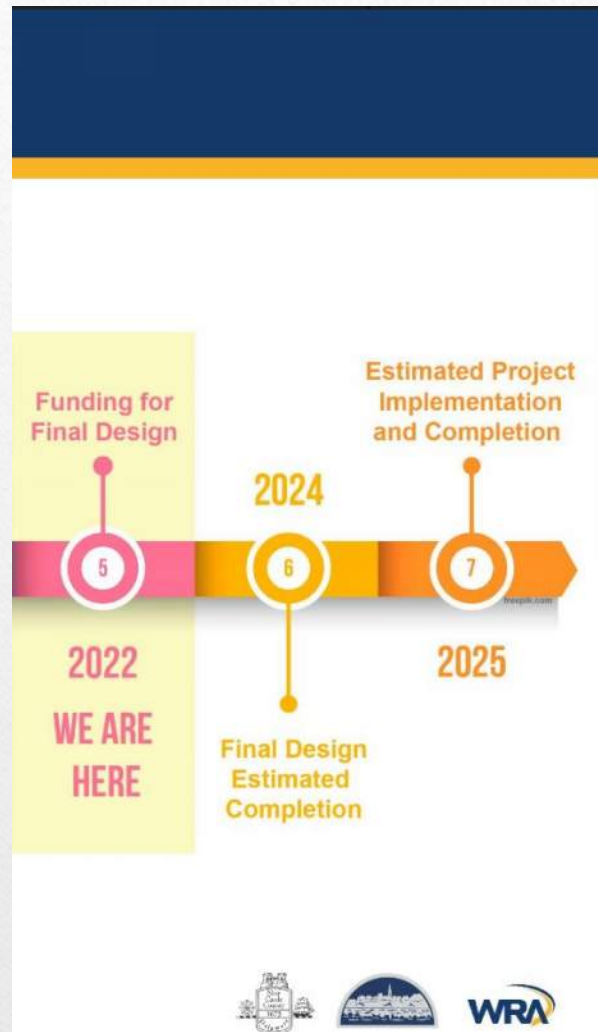 Funding for
Final Design
5
2022
WE ARE
HERE
2024
6
Final Design
Estimated
Completion
Estimated Project
Implementation
and Completion
7
freepik.com
2025
WRA